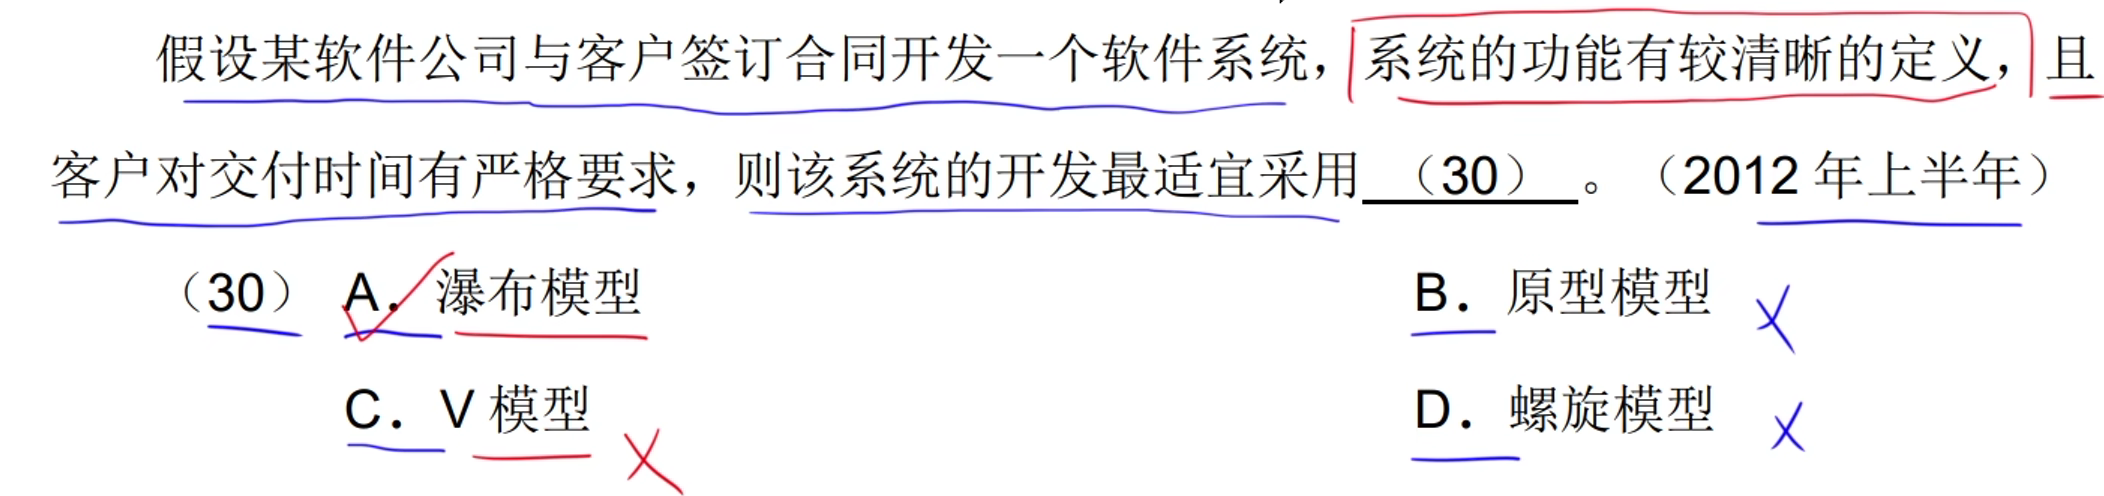 假设某软件公司与客户签订合同开发一个软件系统，系统的功能有较清晰的定义，且
客户对交付时间有严格要求，则该系统的开发最适宜采用（30）。（2012 年上半年）
（30） A. 瀑布模型 B. 原型模型
C. V 模型 D. 螺旋模型